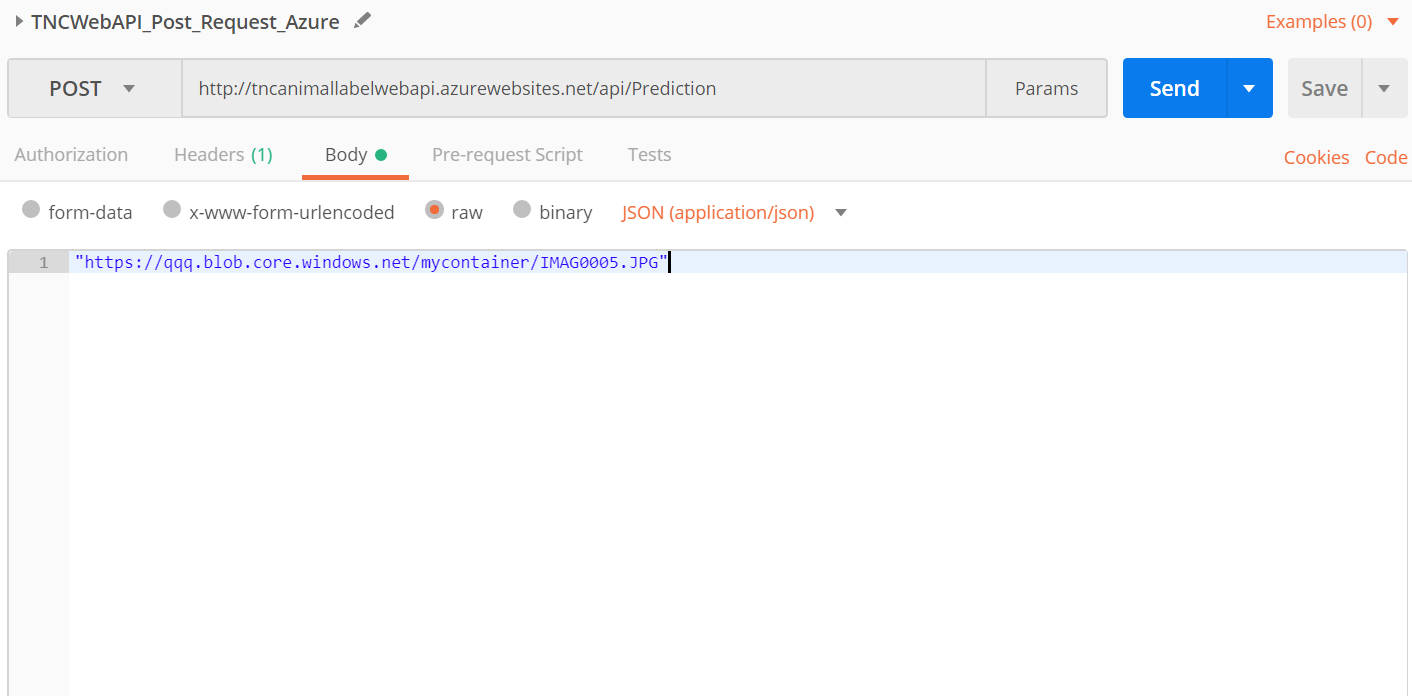 TNCWebAPI_Post_Request_Azure Examples (0)
POST http://tncanimallabelwebapi.azurewebsites.net/api/Prediction Params Send Save
Authorization Headers (1) Body Pre-request Script Tests Cookies Code
form-data x-www-form-urlencoded raw binary JSON (application/json)
1 "https://qqq.blob.core.windows.net/mycontainer/IMAG0005.JPG"